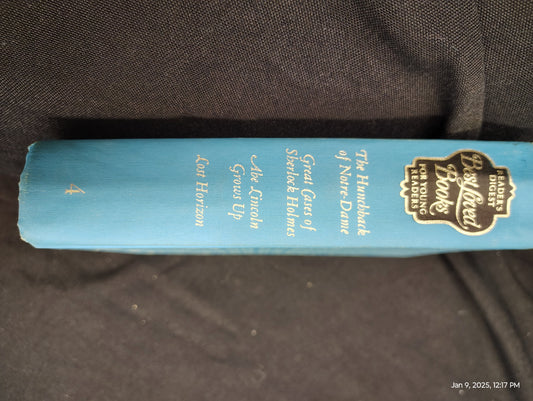 READER'S
DIGEST
Best Loved
Books
FOR YOUNG
READERS
The Hunchback
of Notre Dame
Great Cases of
Sherlock Holmes
Abe Lincoln
Grows Up
Lost Horizon
4
Jan 9, 2025, 12:17 PM